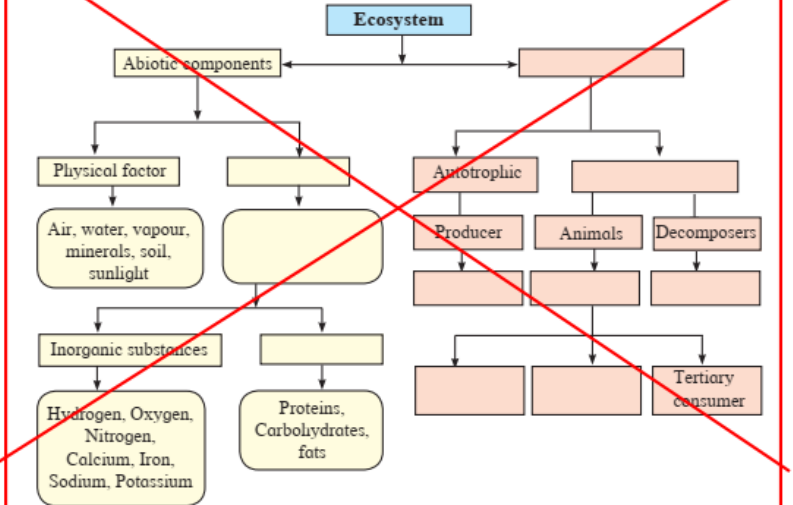 Ecosystem
Abiotic components
Physical factor
Autotrophic
Air, water, vapour,
minerals, soil,
sunlight
Producer
Animals
Decomposers
Inorganic substances
Hydrogen, Oxygen,
Nitrogen,
Calcium, Iron,
Sodium, Potassium
Proteins,
Carbohydrates,
fats
Tertiary
consumer